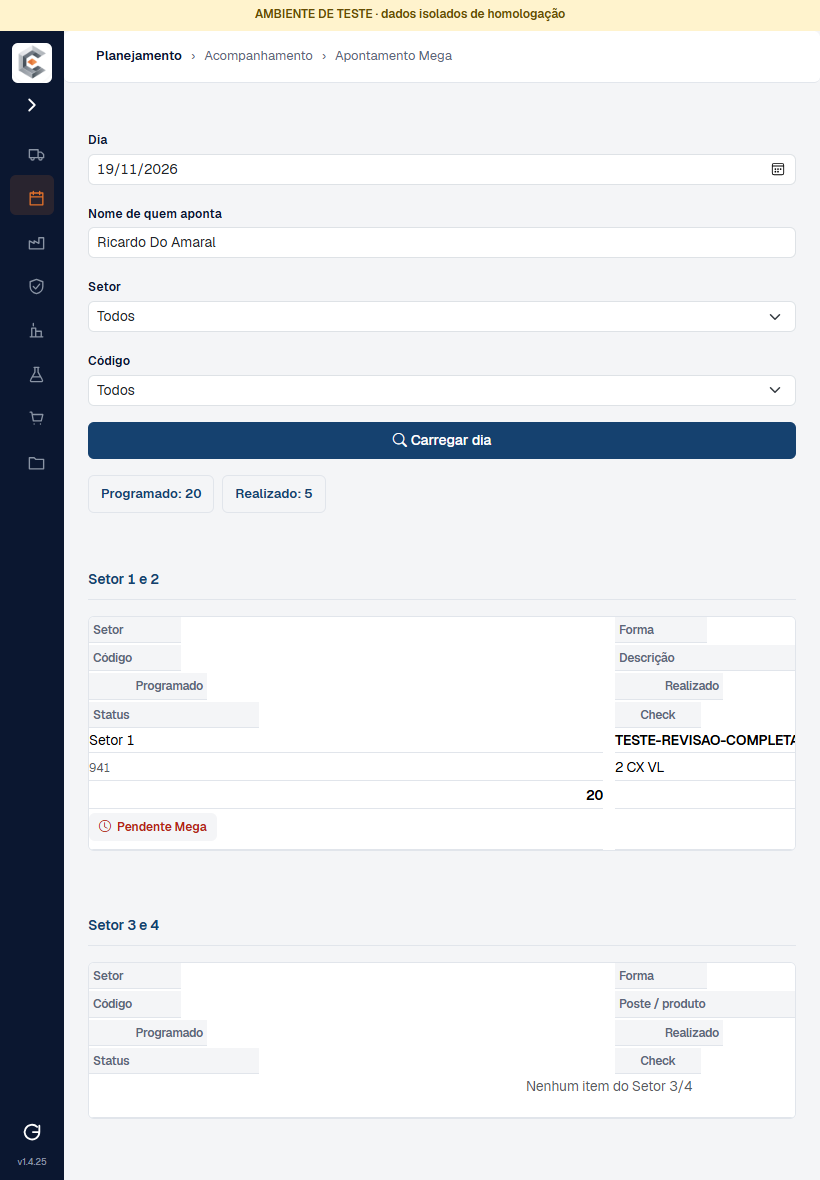 AMBIENTE DE TESTE · dados isolados de homologação
Planejamento › Acompanhamento › Apontamento Mega
Dia
19/11/2026
Nome de quem aponta
Ricardo Do Amaral
Setor
Todos
Código
Todos
Carregar dia
Programado: 20 Realizado: 5
Setor 1 e 2
Setor Forma
Código Descrição
Programado Realizado
Status Check
Setor 1 TESTE-REVISAO-COMPLETA
941 2 CX VL
20
Pendente Mega
Setor 3 e 4
Setor Forma
Código Poste / produto
Programado Realizado
Status Check
Nenhum item do Setor 3/4
v1.4.25